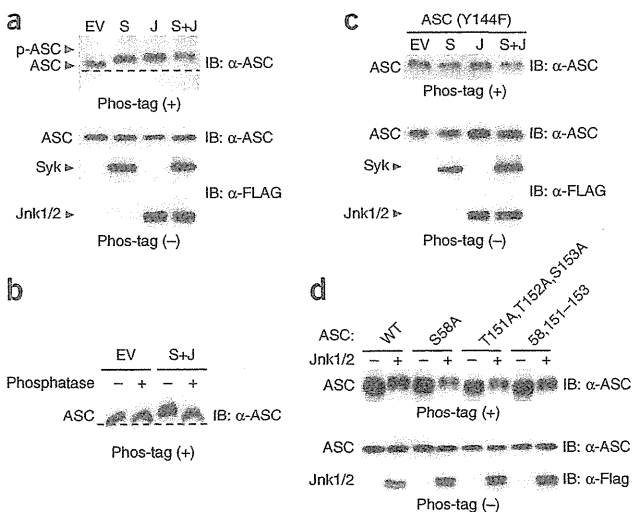 a
EV S J S+J
p-ASC
ASC
IB: α-ASC
Phos-tag (+)
ASC
IB: α-ASC
Syk
IB: α-FLAG
Jnk1/2
Phos-tag (–)
b
EV S+J
Phosphatase – + – +
ASC
IB: α-ASC
Phos-tag (+)
c
ASC (Y144F)
EV S J S+J
ASC
IB: α-ASC
Phos-tag (+)
ASC
IB: α-ASC
Syk
IB: α-FLAG
Jnk1/2
Phos-tag (–)
d
ASC: WT S58A T151A,T152A,S153A 58,151–153
Jnk1/2 – + – + – + – +
ASC
IB: α-ASC
Phos-tag (+)
ASC
IB: α-ASC
Jnk1/2
IB: α-Flag
Phos-tag (–)